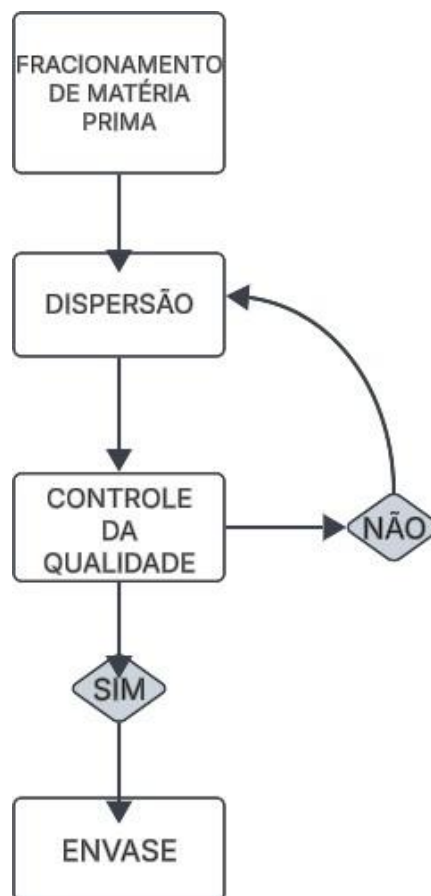 FRACIONAMENTO
DE MATÉRIA
PRIMA
DISPERSÃO
CONTROLE
DA
QUALIDADE
NÃO
SIM
ENVASE